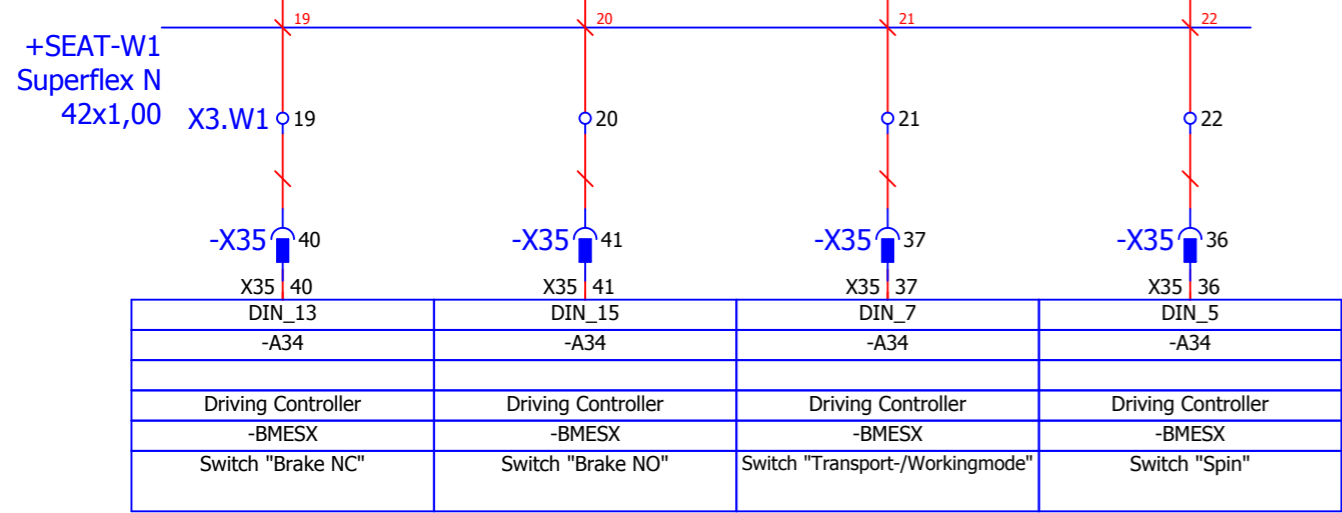 19 20 21 22
+SEAT-W1
Superflex N
42x1,00
X3.W1 19 20 21 22
-X35 40 -X35 41 -X35 37 -X35 36
X35 40 X35 41 X35 37 X35 36
DIN_13 DIN_15 DIN_7 DIN_5
-A34 -A34 -A34 -A34
Driving Controller Driving Controller Driving Controller Driving Controller
-BMESX -BMESX -BMESX -BMESX
Switch "Brake NC" Switch "Brake NO" Switch "Transport-/Workingmode" Switch "Spin"